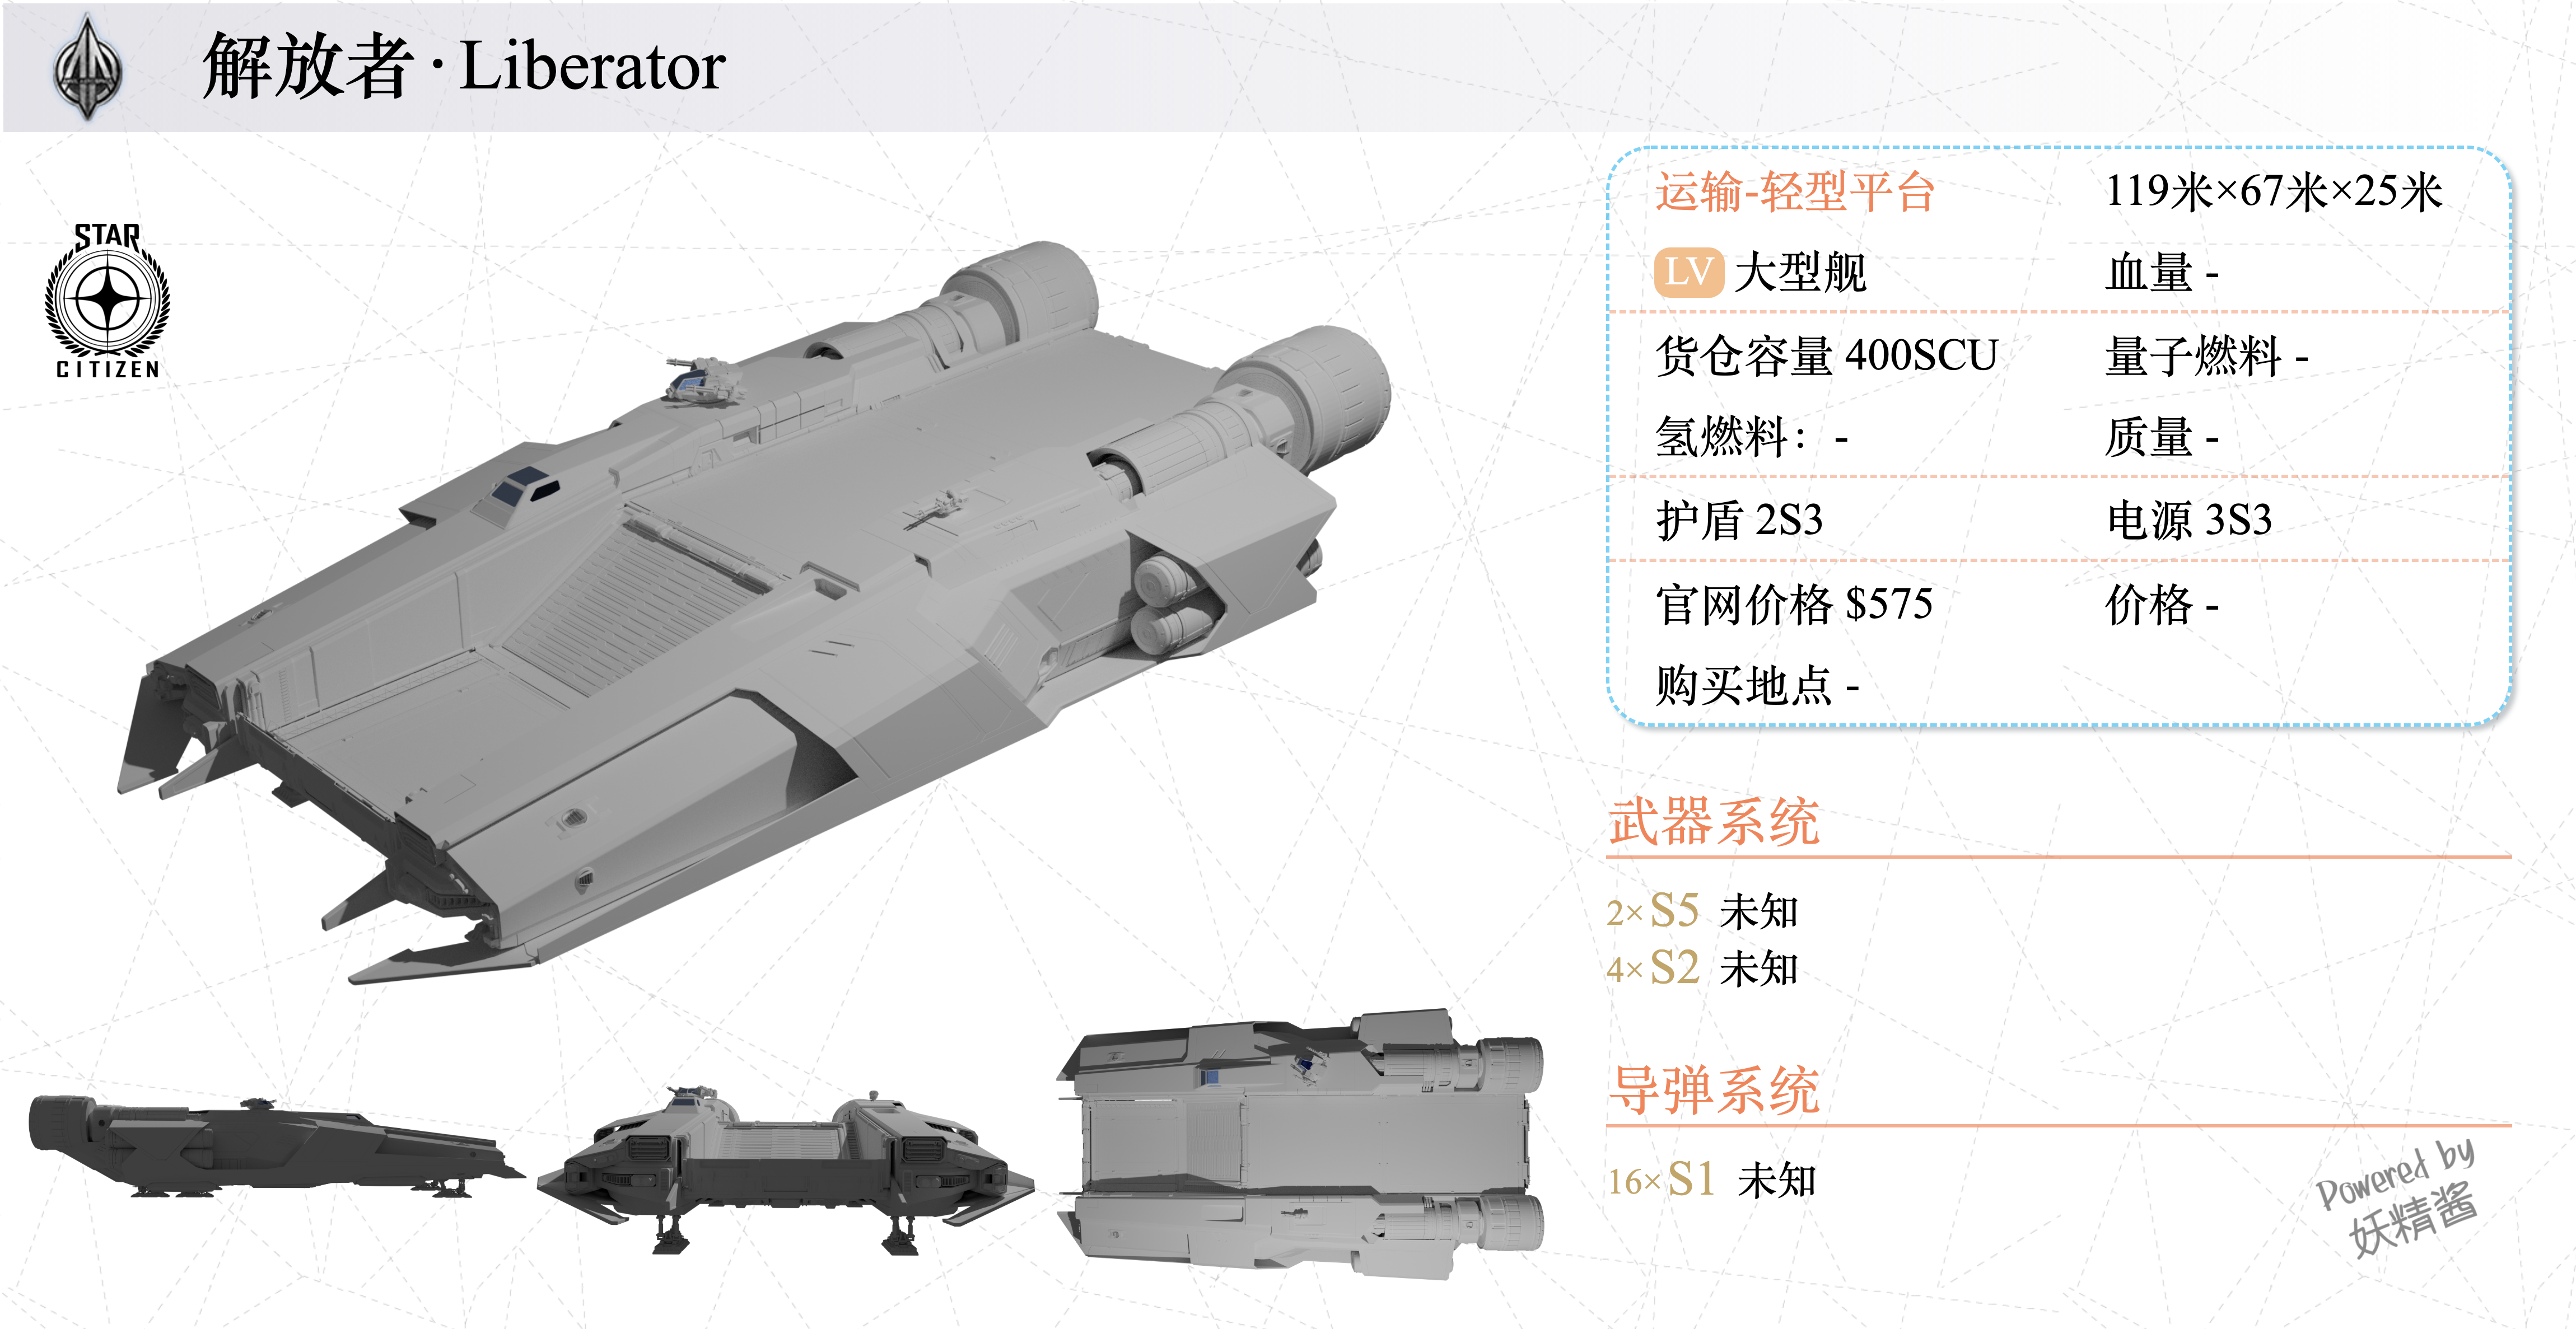 解放者·Liberator
STAR
CITIZEN
运输-轻型平台
119米×67米×25米
LV 大型舰
血量 -
货仓容量 400SCU
量子燃料 -
氢燃料：-
质量 -
护盾 2S3
电源 3S3
官网价格 $575
价格 -
购买地点 -
武器系统
2× S5 未知
4× S2 未知
导弹系统
16× S1 未知
Powered by
妖精酱